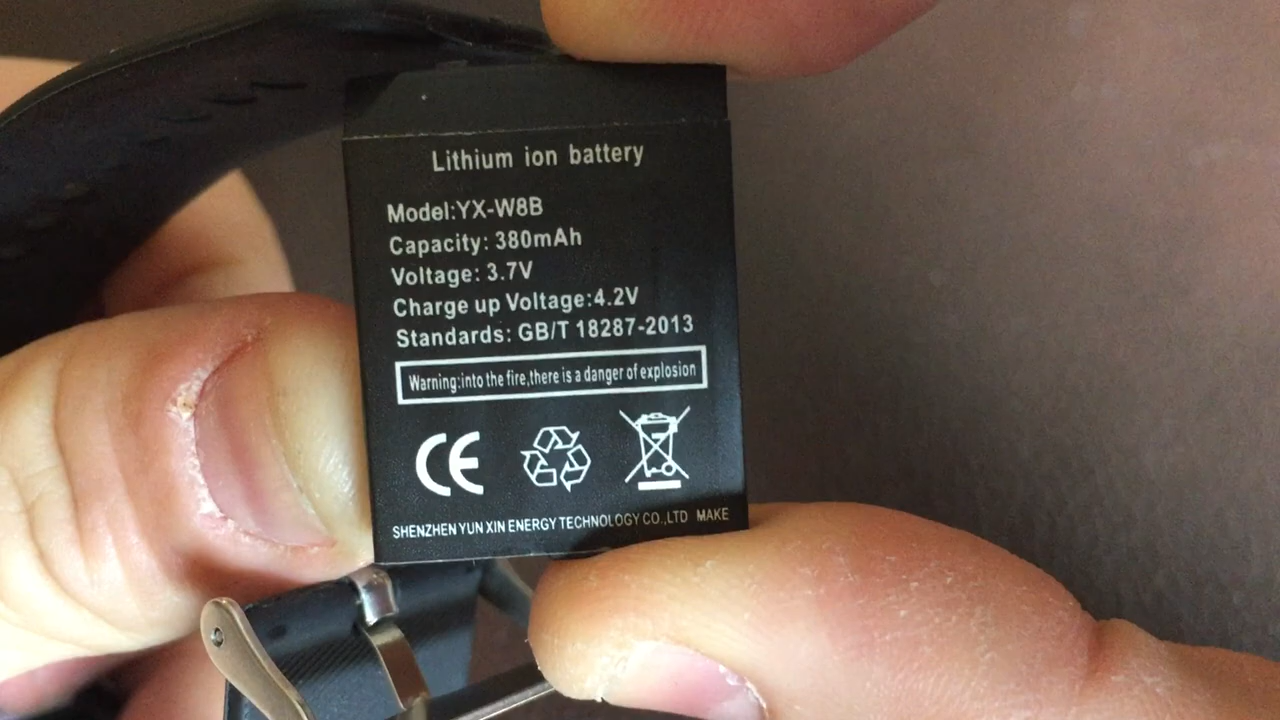 Lithium ion battery
Model:YX-W8B
Capacity: 380mAh
Voltage: 3.7V
Charge up Voltage:4.2V
Standards: GB/T 18287-2013
Warning:into the fire,there is a danger of explosion
CE
SHENZHEN YUN XIN ENERGY TECHNOLOGY CO.,LTD MAKE